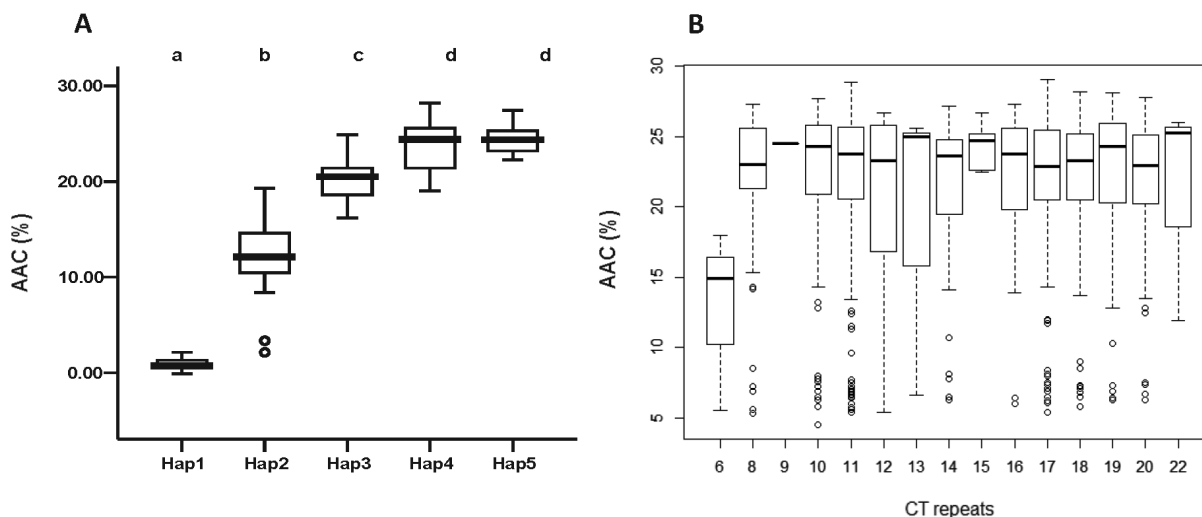 A
a b c d d
30.00
20.00
10.00
0.00
AAC (%)
Hap1 Hap2 Hap3 Hap4 Hap5
B
30
25
20
15
10
5
AAC (%)
6 8 9 10 11 12 13 14 15 16 17 18 19 20 22
CT repeats